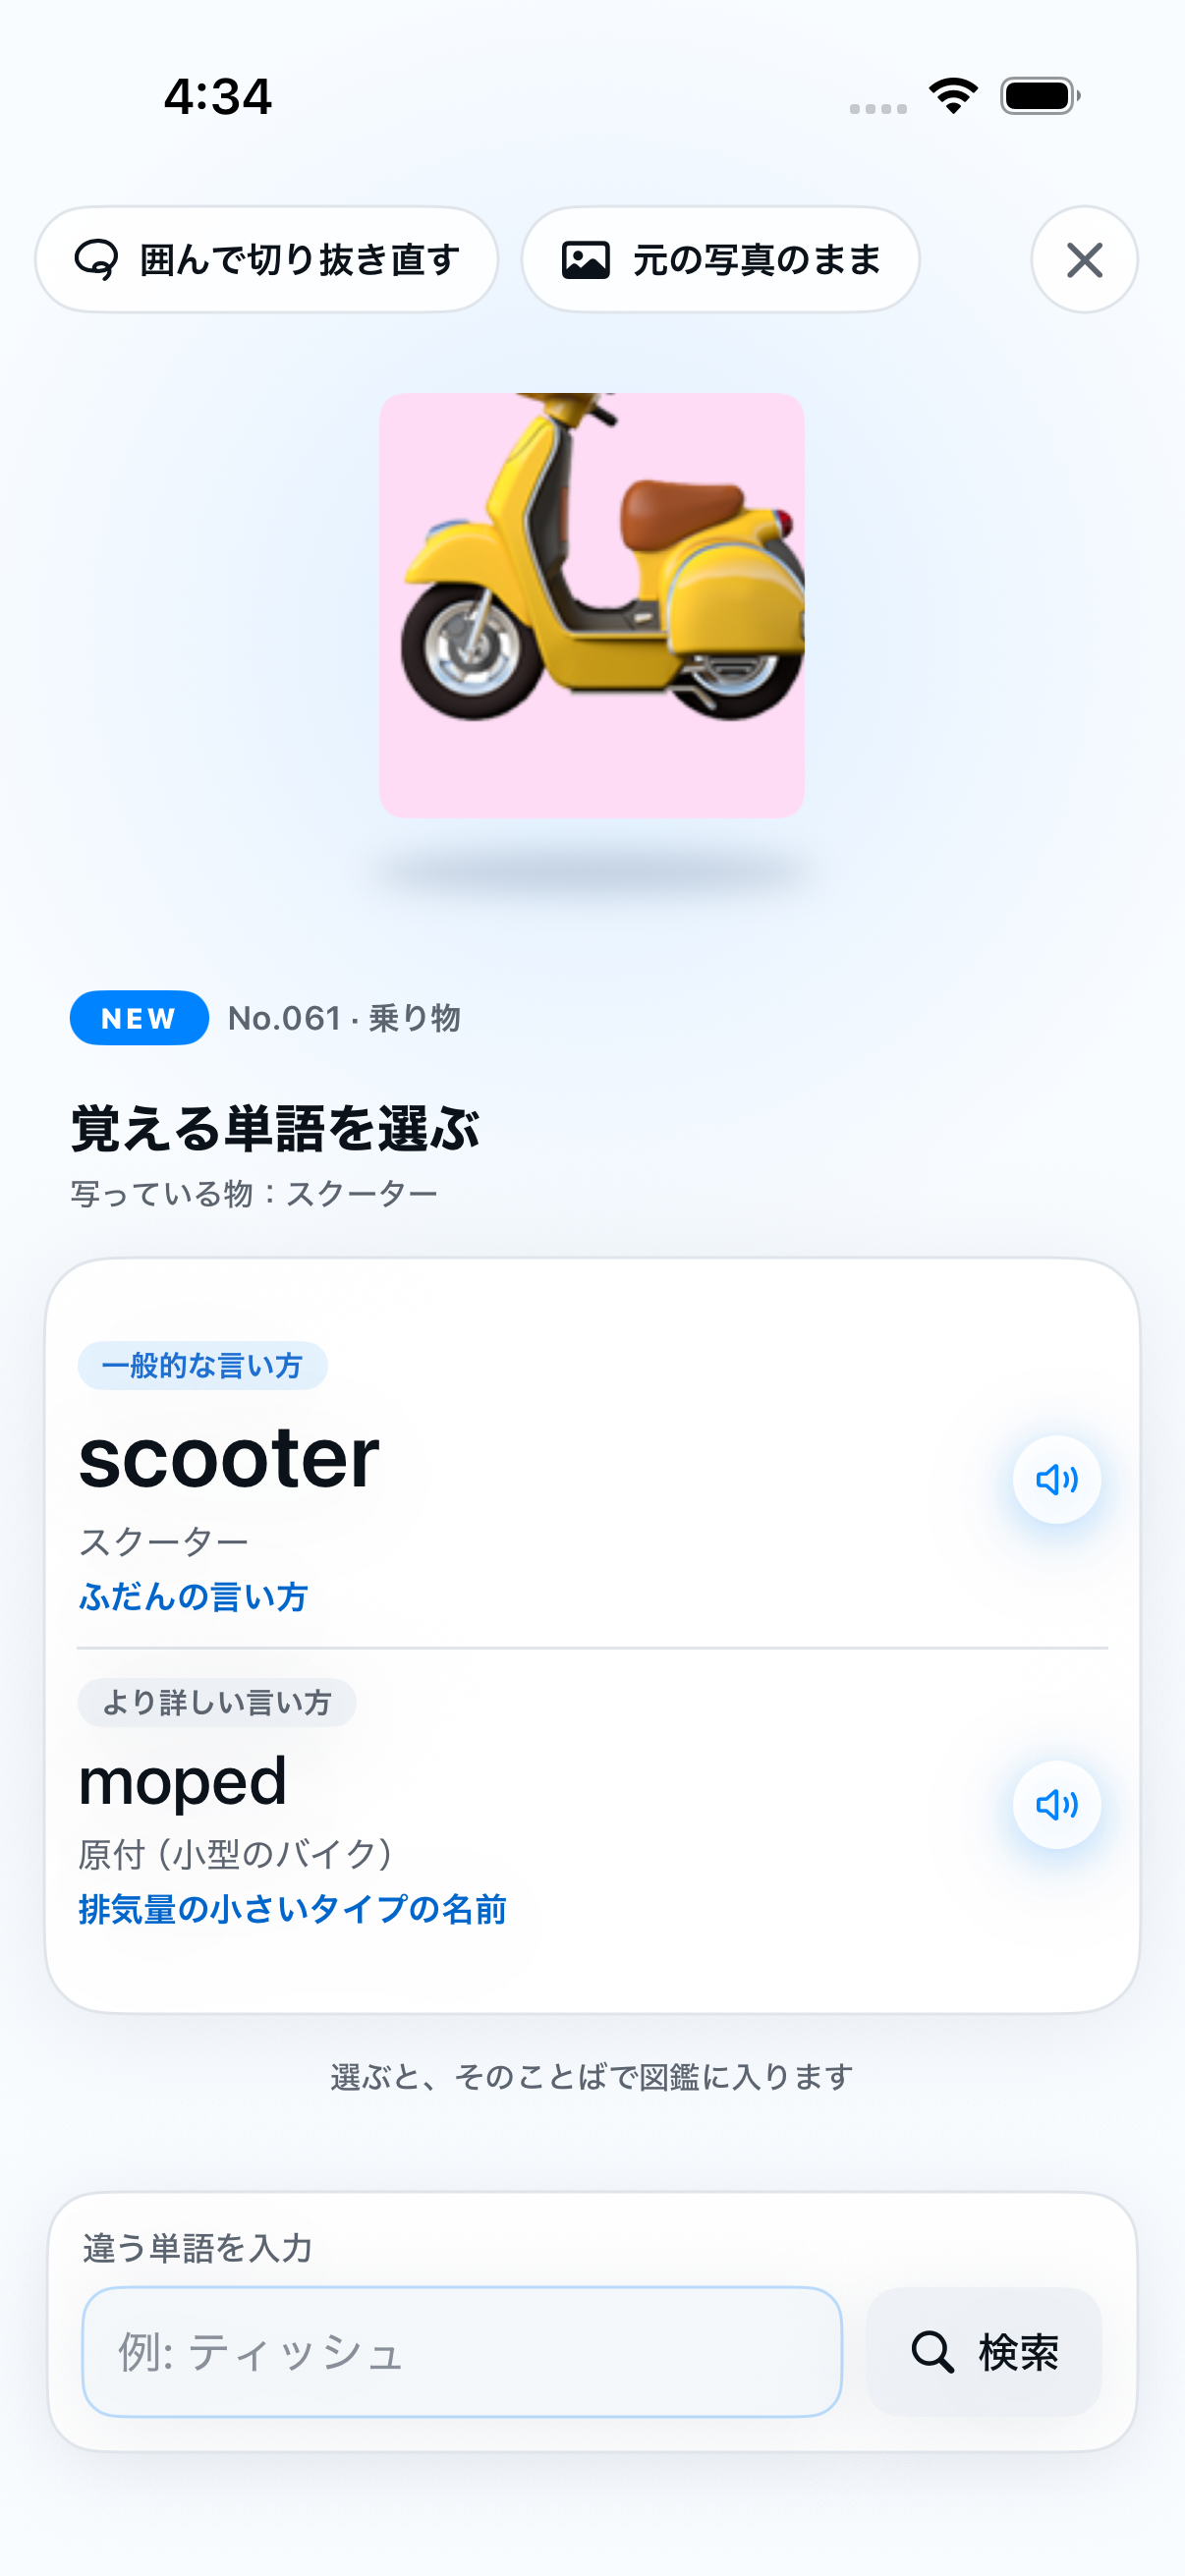 4:34
囲んで切り抜き直す
元の写真のまま
NEW No.061 · 乗り物
覚える単語を選ぶ
写っている物：スクーター
一般的な言い方
scooter
スクーター
ふだんの言い方
より詳しい言い方
moped
原付（小型のバイク）
排気量の小さいタイプの名前
選ぶと、そのことばで図鑑に入ります
違う単語を入力
例: ティッシュ
検索